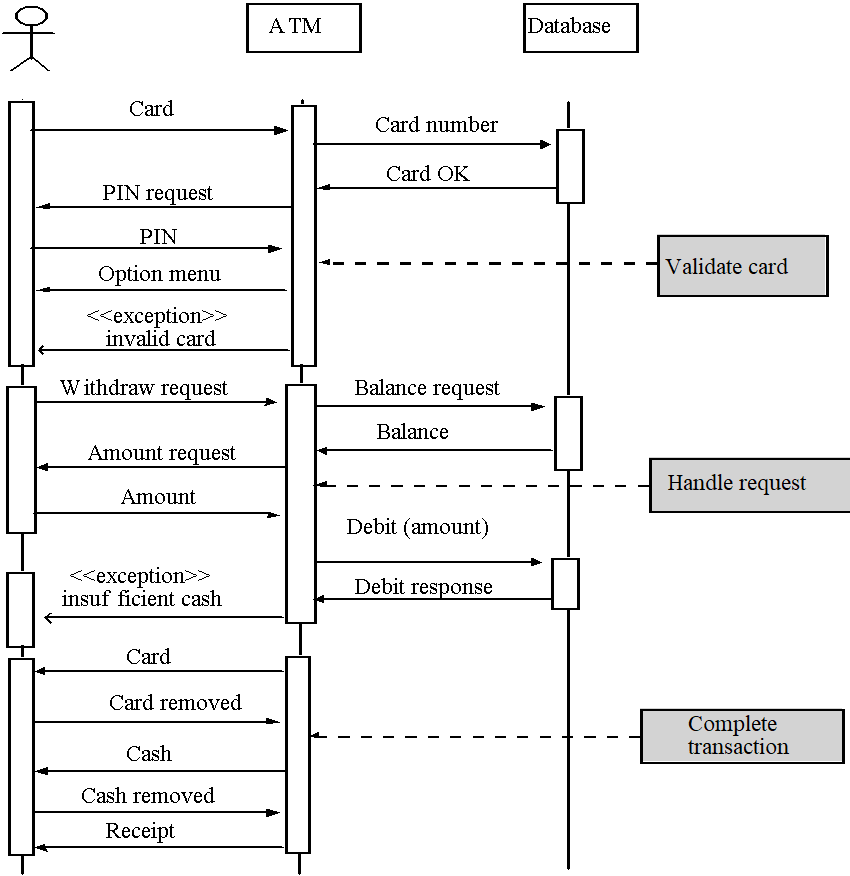 ATM
Database
Card
Card number
Card OK
PIN request
PIN
Validate card
Option menu
<<exception>>
invalid card
Withdraw request
Balance request
Balance
Amount request
Handle request
Amount
Debit (amount)
<<exception>>
insuf ficient cash
Debit response
Card
Card removed
Complete
transaction
Cash
Cash removed
Receipt